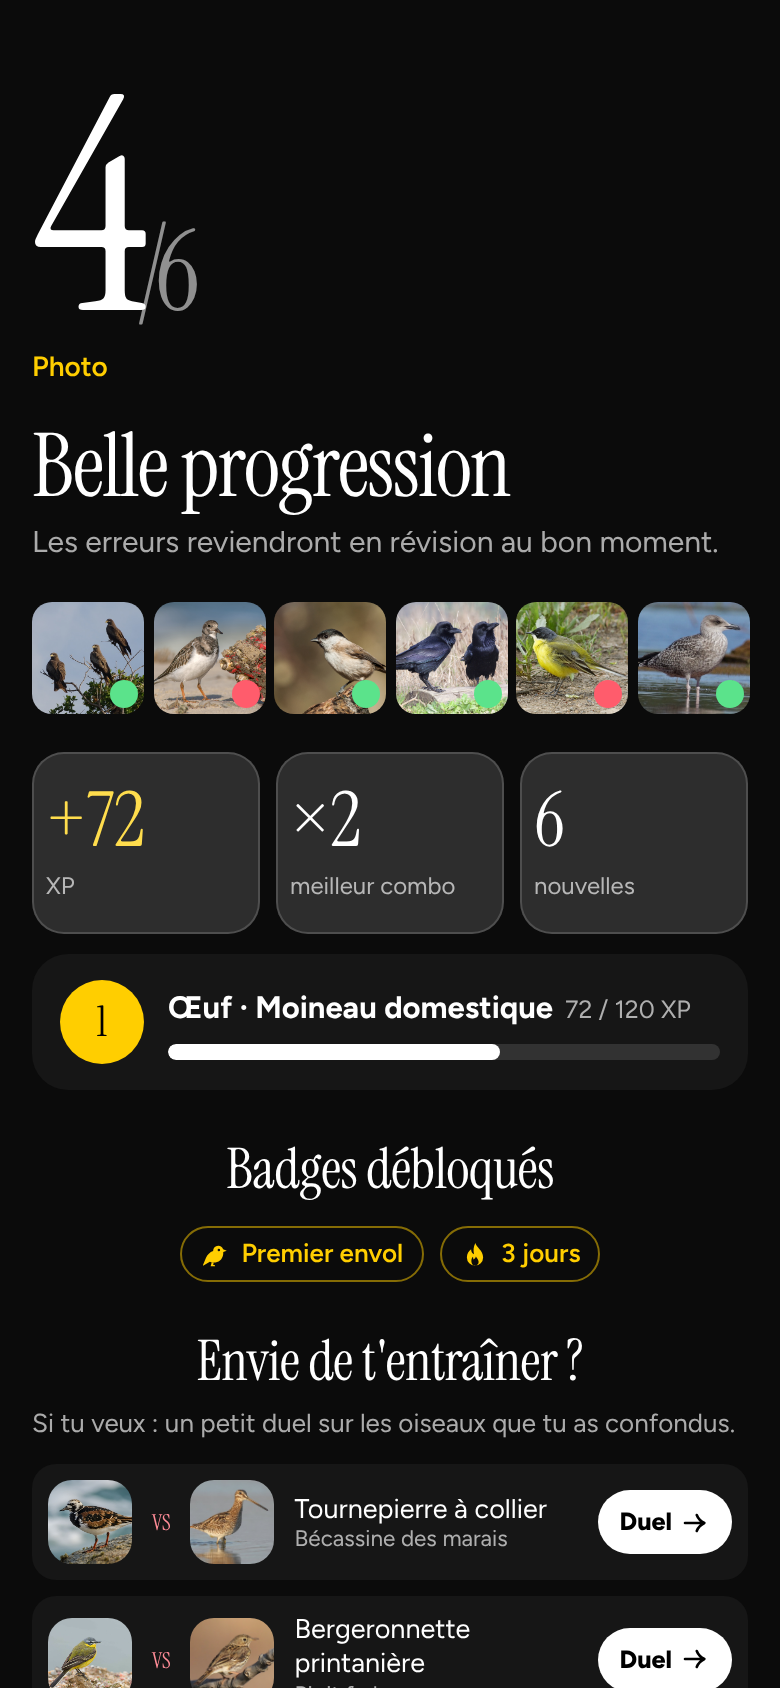 4/6
Photo
Belle progression
Les erreurs reviendront en révision au bon moment.
+72
XP
×2
meilleur combo
6
nouvelles
1
Œuf · Moineau domestique 72 / 120 XP
Badges débloqués
Premier envol
3 jours
Envie de t'entraîner ?
Si tu veux : un petit duel sur les oiseaux que tu as confondus.
VS
Tournepierre à collier
Bécassine des marais
Duel →
VS
Bergeronnette
printanière
Duel →